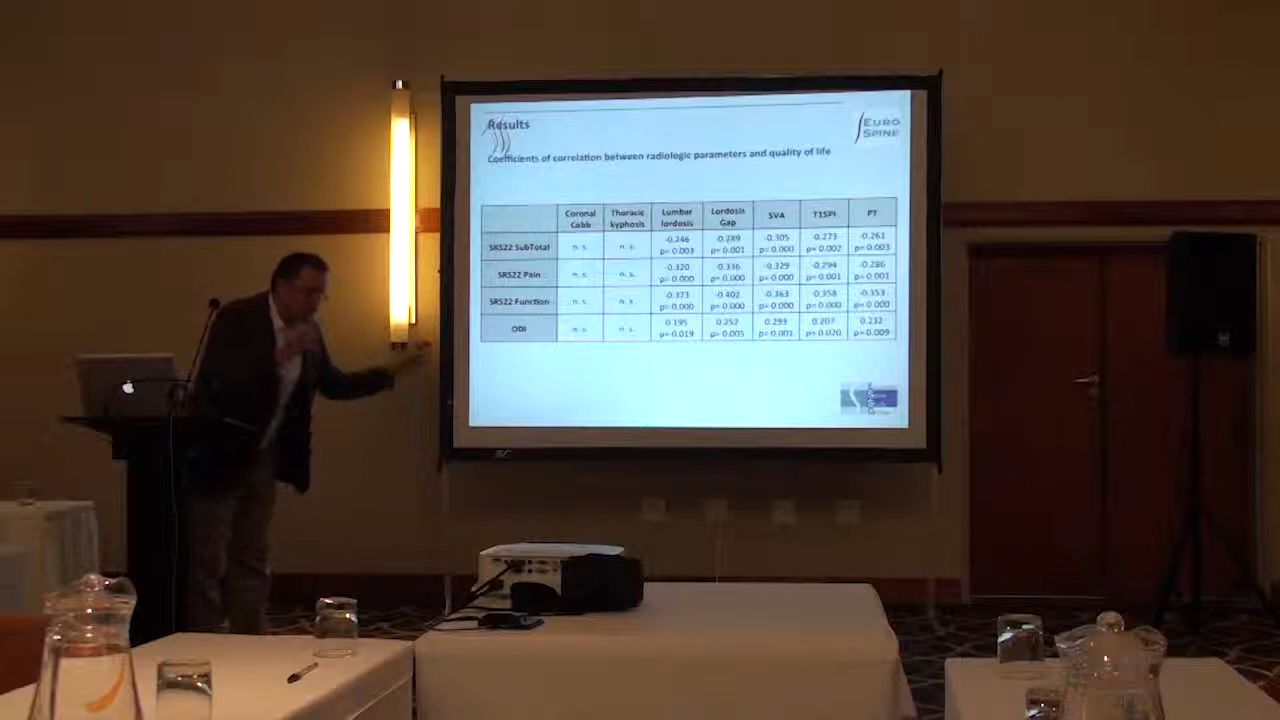 Results
EURO
SPINE
Coefficients of correlation between radiologic parameters and quality of life
Coronal Cobb Thoracic kyphosis Lumbar lordosis Lordosis Gap SVA T1SPI PT
SRS22 SubTotal n. s. n. s. -0.246 -0.289 -0.305 -0.273 -0.261
p= 0.003 p= 0.001 p= 0.000 p= 0.002 p= 0.003
SRS22 Pain n. s. n. s. -0.320 -0.336 -0.329 -0.294 -0.286
p= 0.000 p= 0.000 p= 0.000 p= 0.001 p= 0.001
SRS22 Function n. s. n. s. -0.373 -0.402 -0.363 -0.358 -0.353
p= 0.000 p= 0.000 p= 0.000 p= 0.000 p= 0.000
ODI n. s. n. s. 0.195 0.252 0.293 0.207 0.232
p= 0.019 p= 0.005 p= 0.001 p= 0.020 p= 0.009